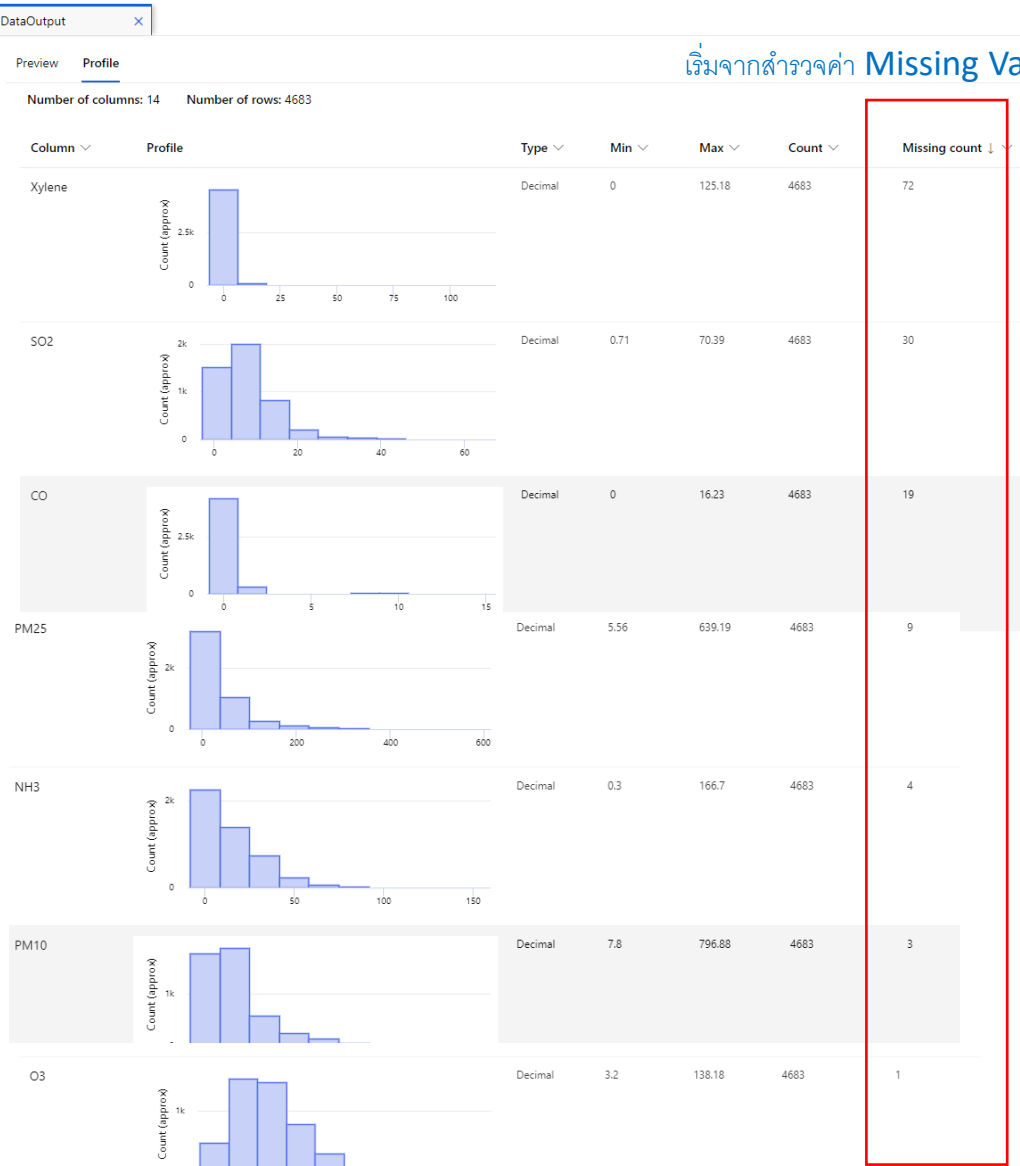 DataOutput
เริ่มจากสำรวจค่า Missing Va
Preview Profile
Number of columns: 14 Number of rows: 4683
Column Profile Type Min Max Count Missing count ↓
Xylene Decimal 0 125.18 4683 72
Count (approx)
2.5k
0
0 25 50 75 100
SO2 Decimal 0.71 70.39 4683 30
Count (approx)
2k
1k
0
0 20 40 60
CO Decimal 0 16.23 4683 19
Count (approx)
2.5k
0
0 5 10 15
PM25 Decimal 5.56 639.19 4683 9
Count (approx)
2k
0
0 200 400 600
NH3 Decimal 0.3 166.7 4683 4
Count (approx)
2k
0
0 50 100 150
PM10 Decimal 7.8 796.88 4683 3
Count (approx)
1k
O3 Decimal 3.2 138.18 4683 1
Count (approx)
1k